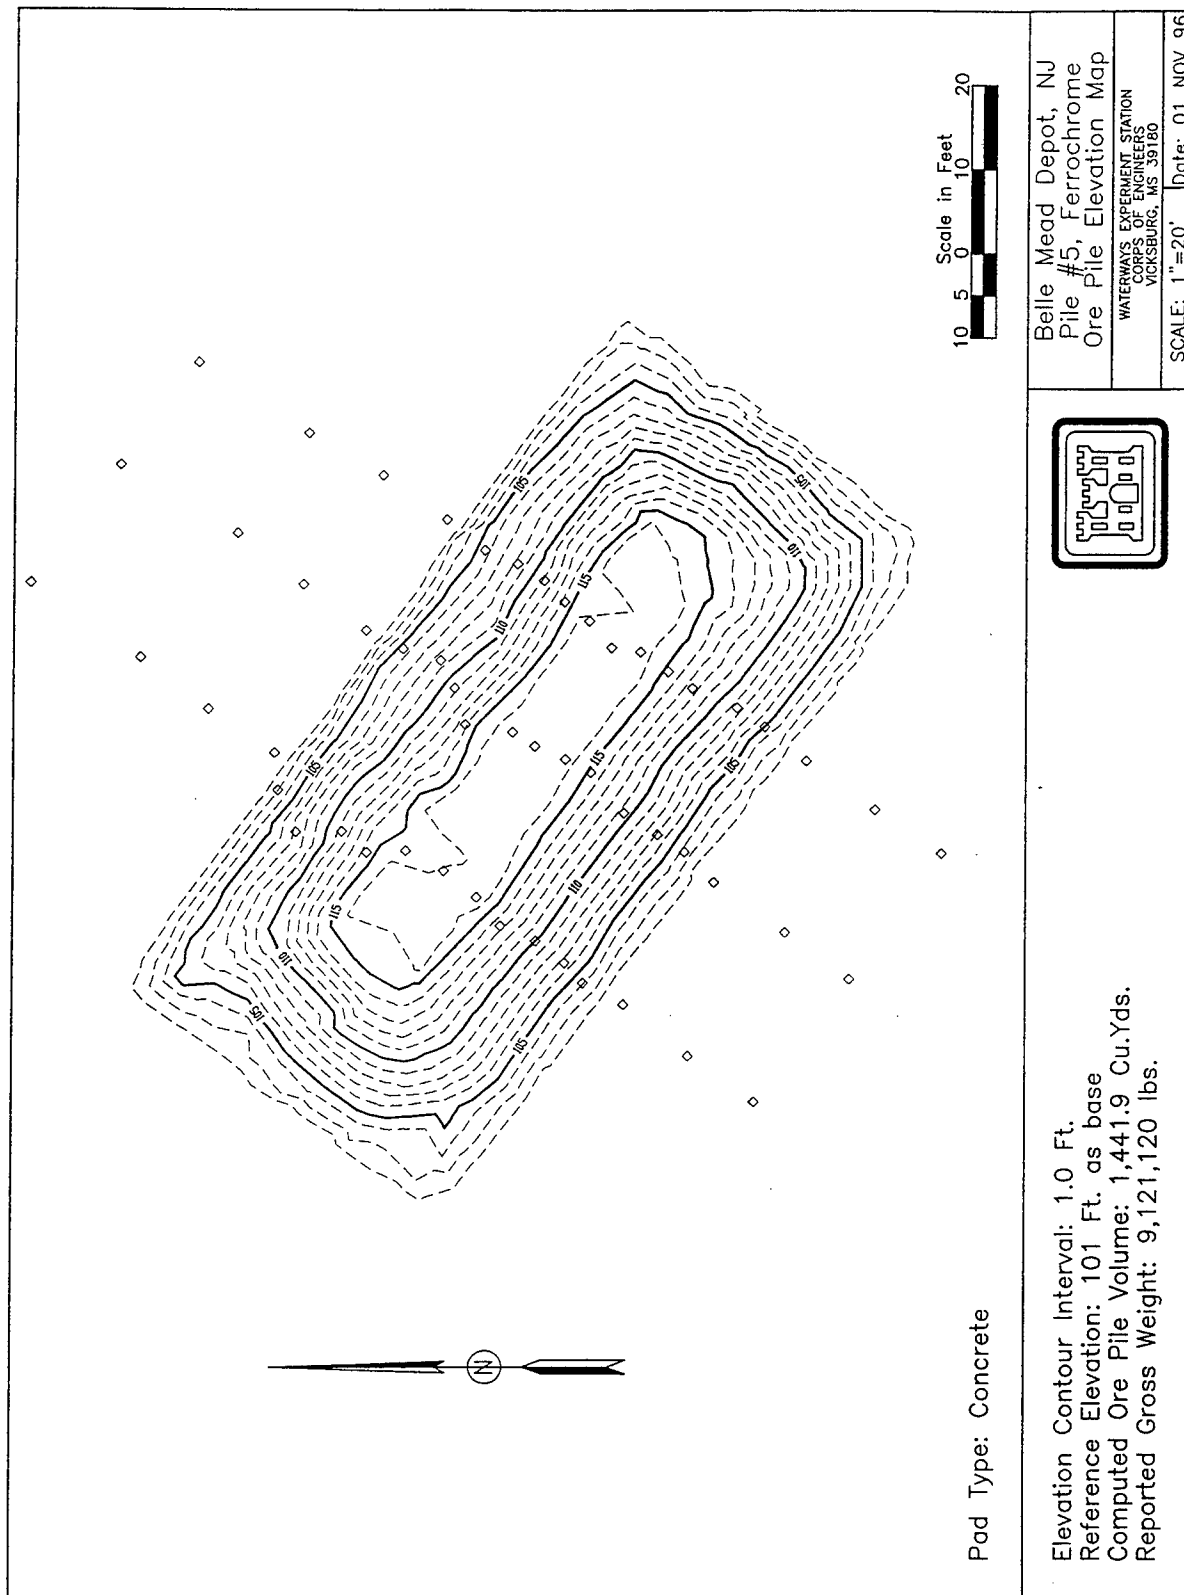 Scale in Feet
10 5 0 10 20
105
105
110
110
115
115
105
105
110
110
115
115
105
Pad Type: Concrete
Elevation Contour Interval: 1.0 Ft.
Reference Elevation: 101 Ft. as base
Computed Ore Pile Volume: 1,441.9 Cu.Yds.
Reported Gross Weight: 9,121,120 lbs.
N
Belle Mead Depot, NJ
Pile #5, Ferrochrome
Ore Pile Elevation Map
WATERWAYS EXPERMENT STATION
CORPS OF ENGINEERS
VICKSBURG, MS 39180
SCALE: 1"=20' Date: 01 NOV 96